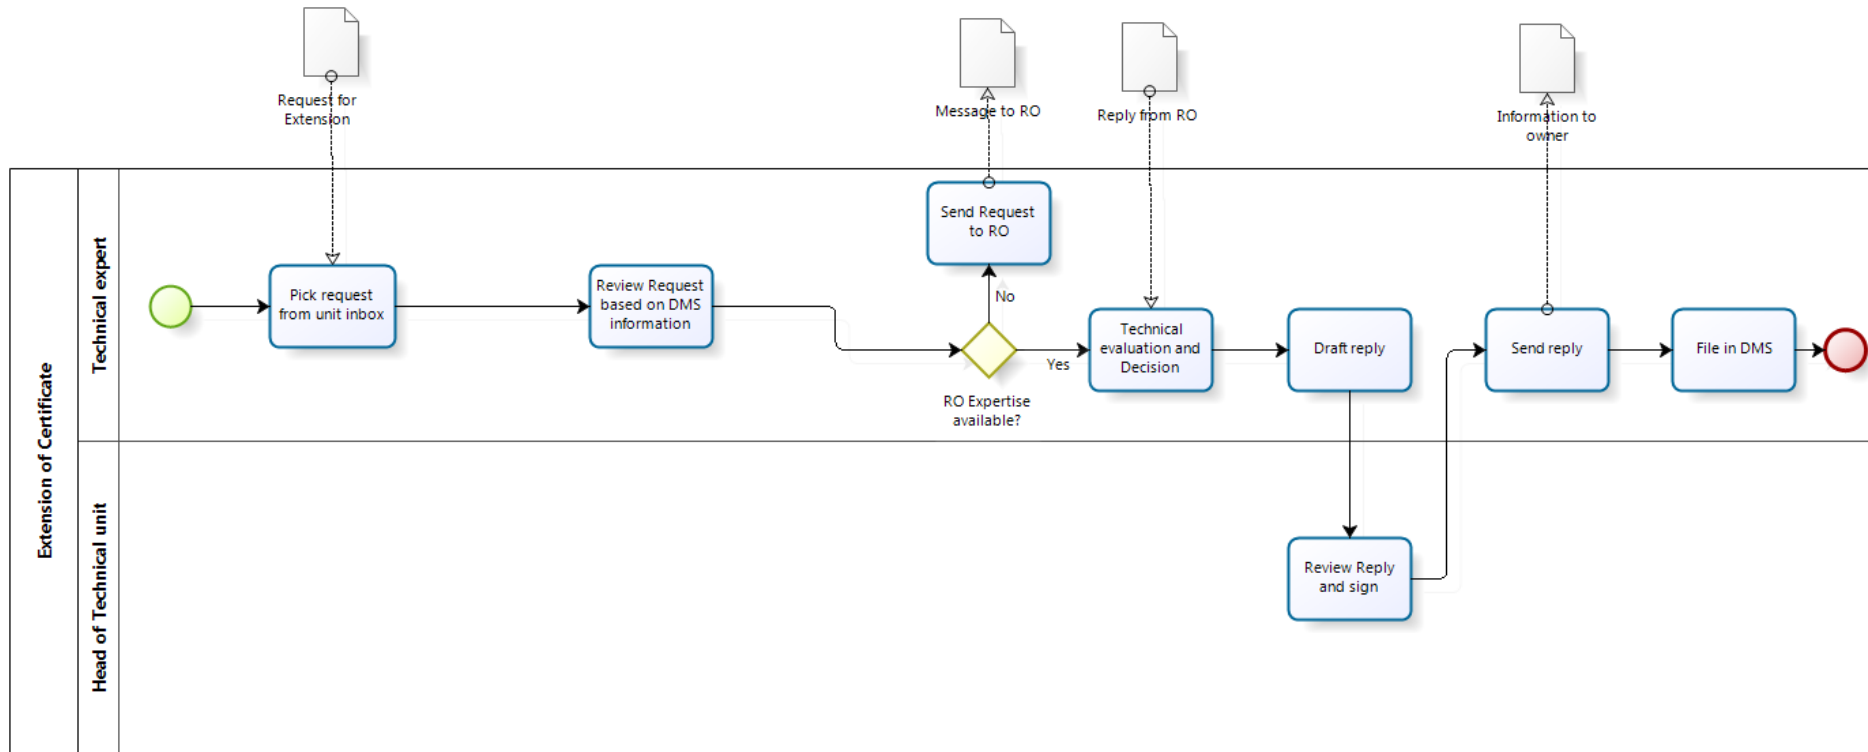 Request for
Extension
Message to RO
Reply from RO
Information to
owner
Extension of Certificate
Technical expert
Pick request
from unit inbox
Review Request
based on DMS
information
Send Request
to RO
No
Yes
RO Expertise
available?
Technical
evaluation and
Decision
Draft reply
Send reply
File in DMS
Head of Technical unit
Review Reply
and sign